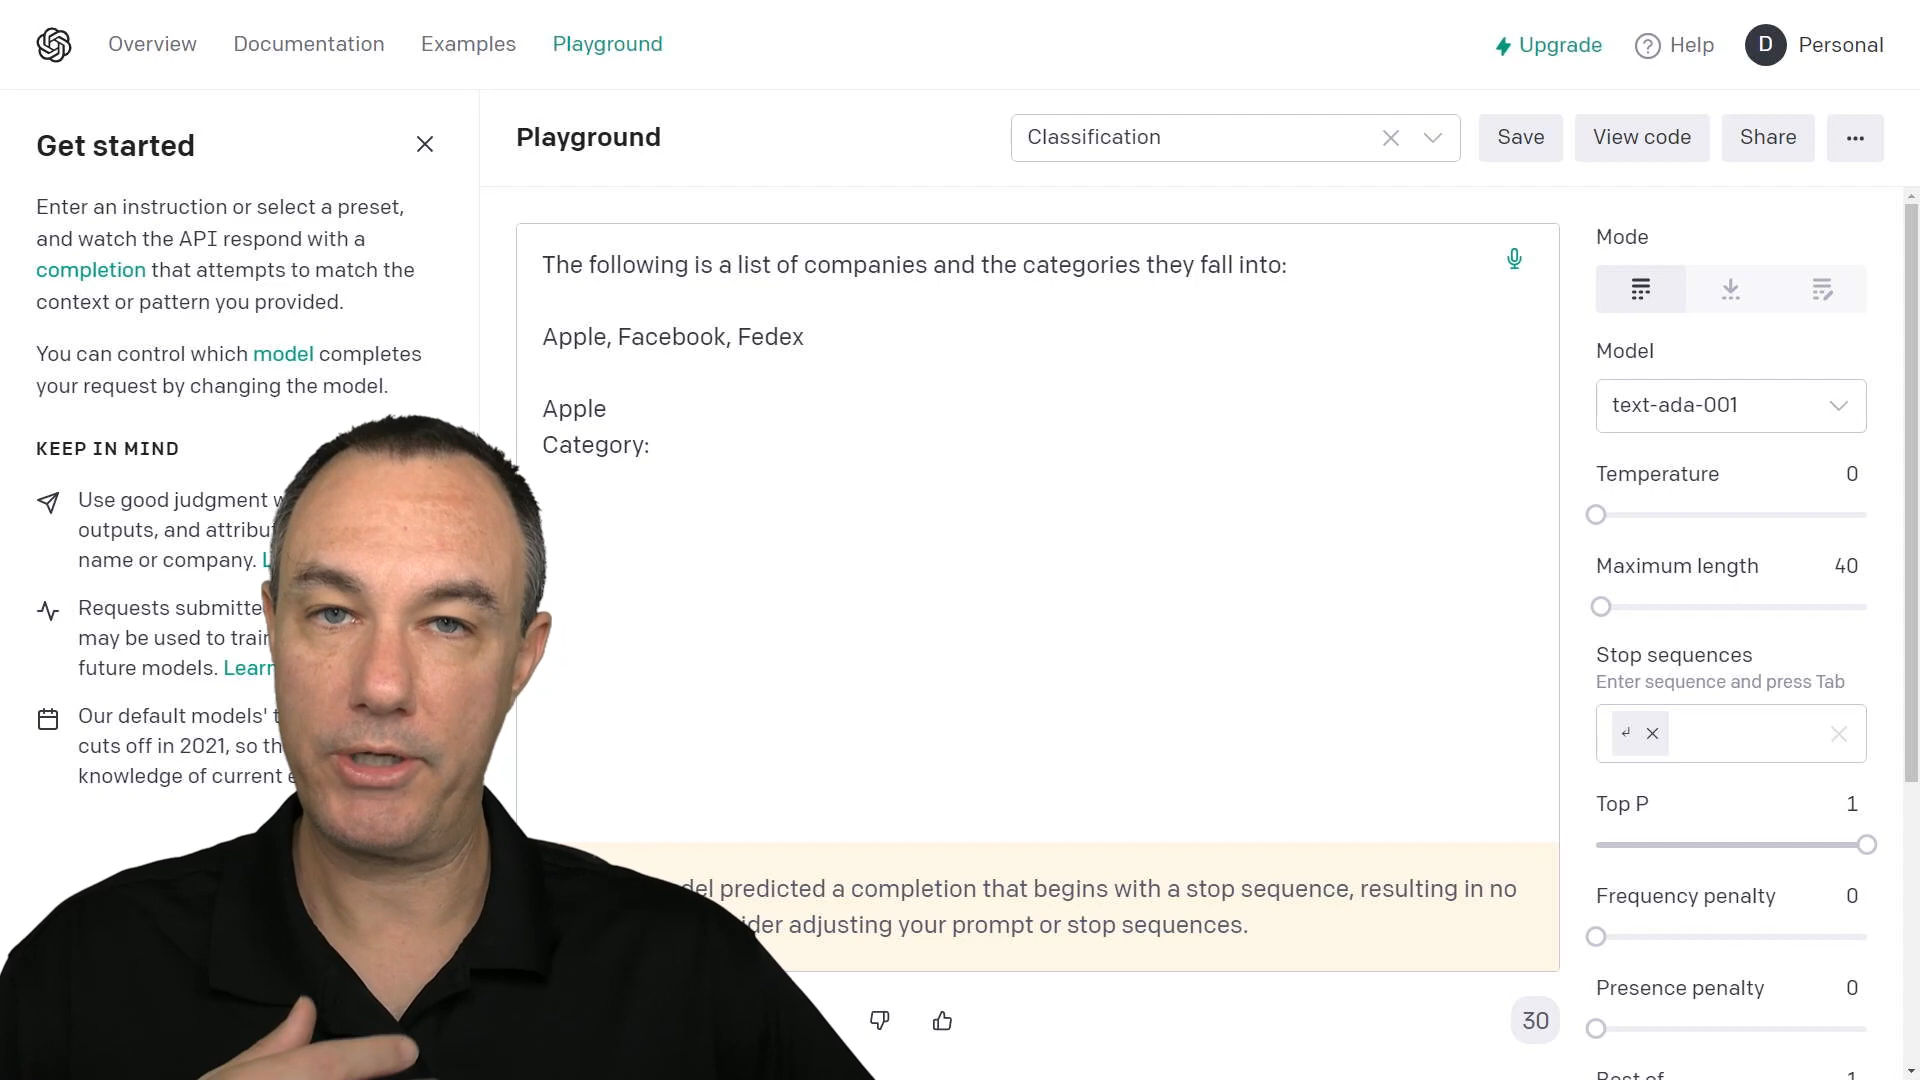 Overview Documentation Examples Playground
Upgrade Help D Personal
Get started
Enter an instruction or select a preset,
and watch the API respond with a
completion that attempts to match the
context or pattern you provided.
You can control which model completes
your request by changing the model.
KEEP IN MIND
Use good judgment
outputs, and
name or company.
Requests
may be used to
future models. Learn
Our default models'
cuts off in 2021, so
knowledge of current
Playground
Classification
Save View code Share
The following is a list of companies and the categories they fall into:
Apple, Facebook, Fedex
Apple
Category:
predicted a completion that begins with a stop sequence, resulting in no
adjusting your prompt or stop sequences.
30
Mode
Model
text-ada-001
Temperature 0
Maximum length 40
Stop sequences
Enter sequence and press Tab
Top P 1
Frequency penalty 0
Presence penalty 0
Best of 1